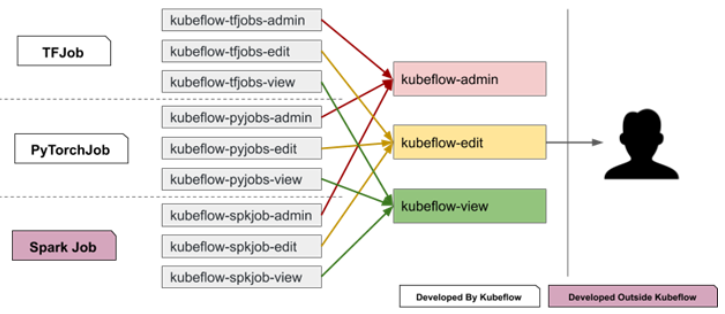 TFJob
kubeflow-tfjobs-admin
kubeflow-tfjobs-edit
kubeflow-tfjobs-view
PyTorchJob
kubeflow-pyjobs-admin
kubeflow-pyjobs-edit
kubeflow-pyjobs-view
Spark Job
kubeflow-spkjob-admin
kubeflow-spkjob-edit
kubeflow-spkjob-view
kubeflow-admin
kubeflow-edit
kubeflow-view
Developed By Kubeflow
Developed Outside Kubeflow